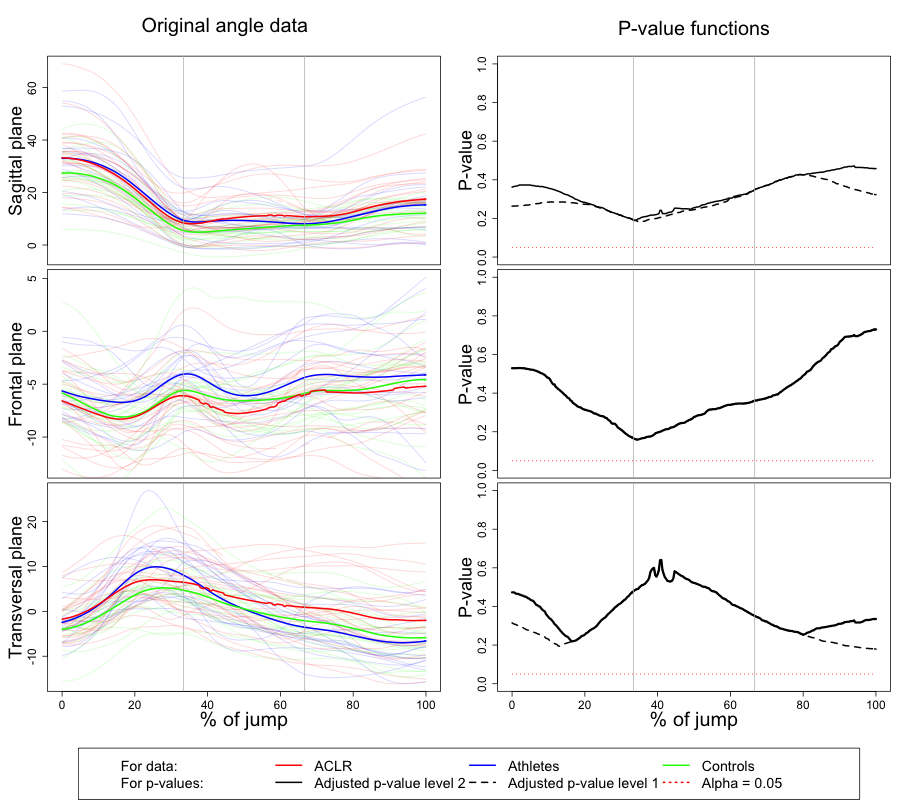 Original angle data
P-value functions
Sagittal plane
0 20 40 60
P-value
0.0 0.2 0.4 0.6 0.8 1.0
Frontal plane
-10 -5 0 5
P-value
0.0 0.2 0.4 0.6 0.8 1.0
Transversal plane
-10 0 10 20
P-value
0.0 0.2 0.4 0.6 0.8 1.0
0 20 40 60 80 100
0 20 40 60 80 100
% of jump
% of jump
For data: ACLR Athletes Controls
For p-values: Adjusted p-value level 2 Adjusted p-value level 1 Alpha = 0.05